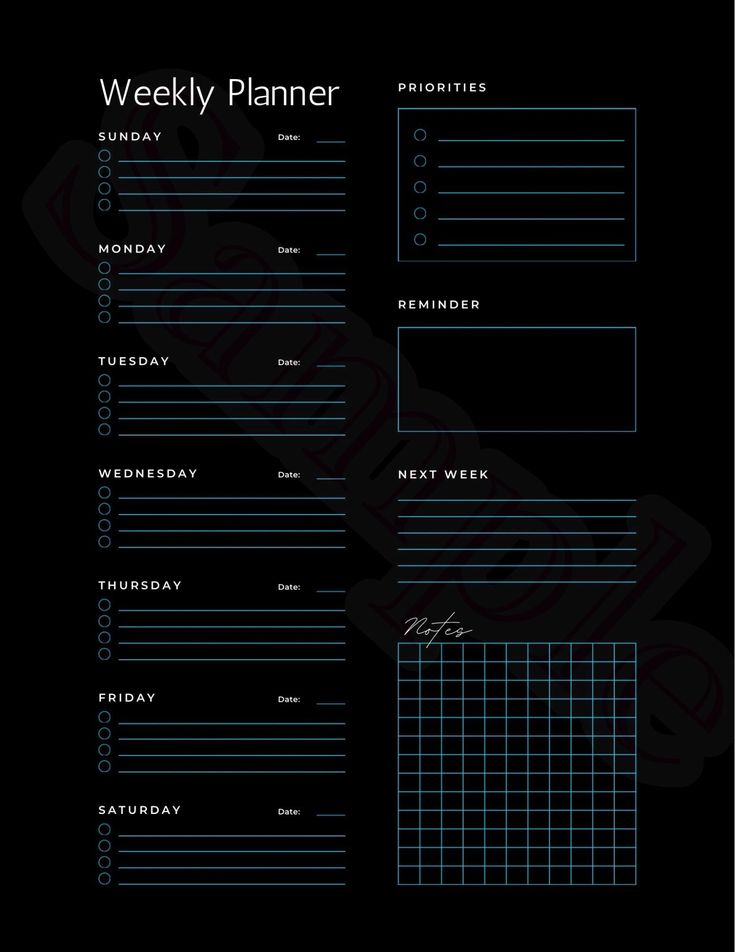 Weekly Planner
SUNDAY Date:
MONDAY Date:
TUESDAY Date:
WEDNESDAY Date:
THURSDAY Date:
FRIDAY Date:
SATURDAY Date:
PRIORITIES
REMINDER
NEXT WEEK
Notes
Sample